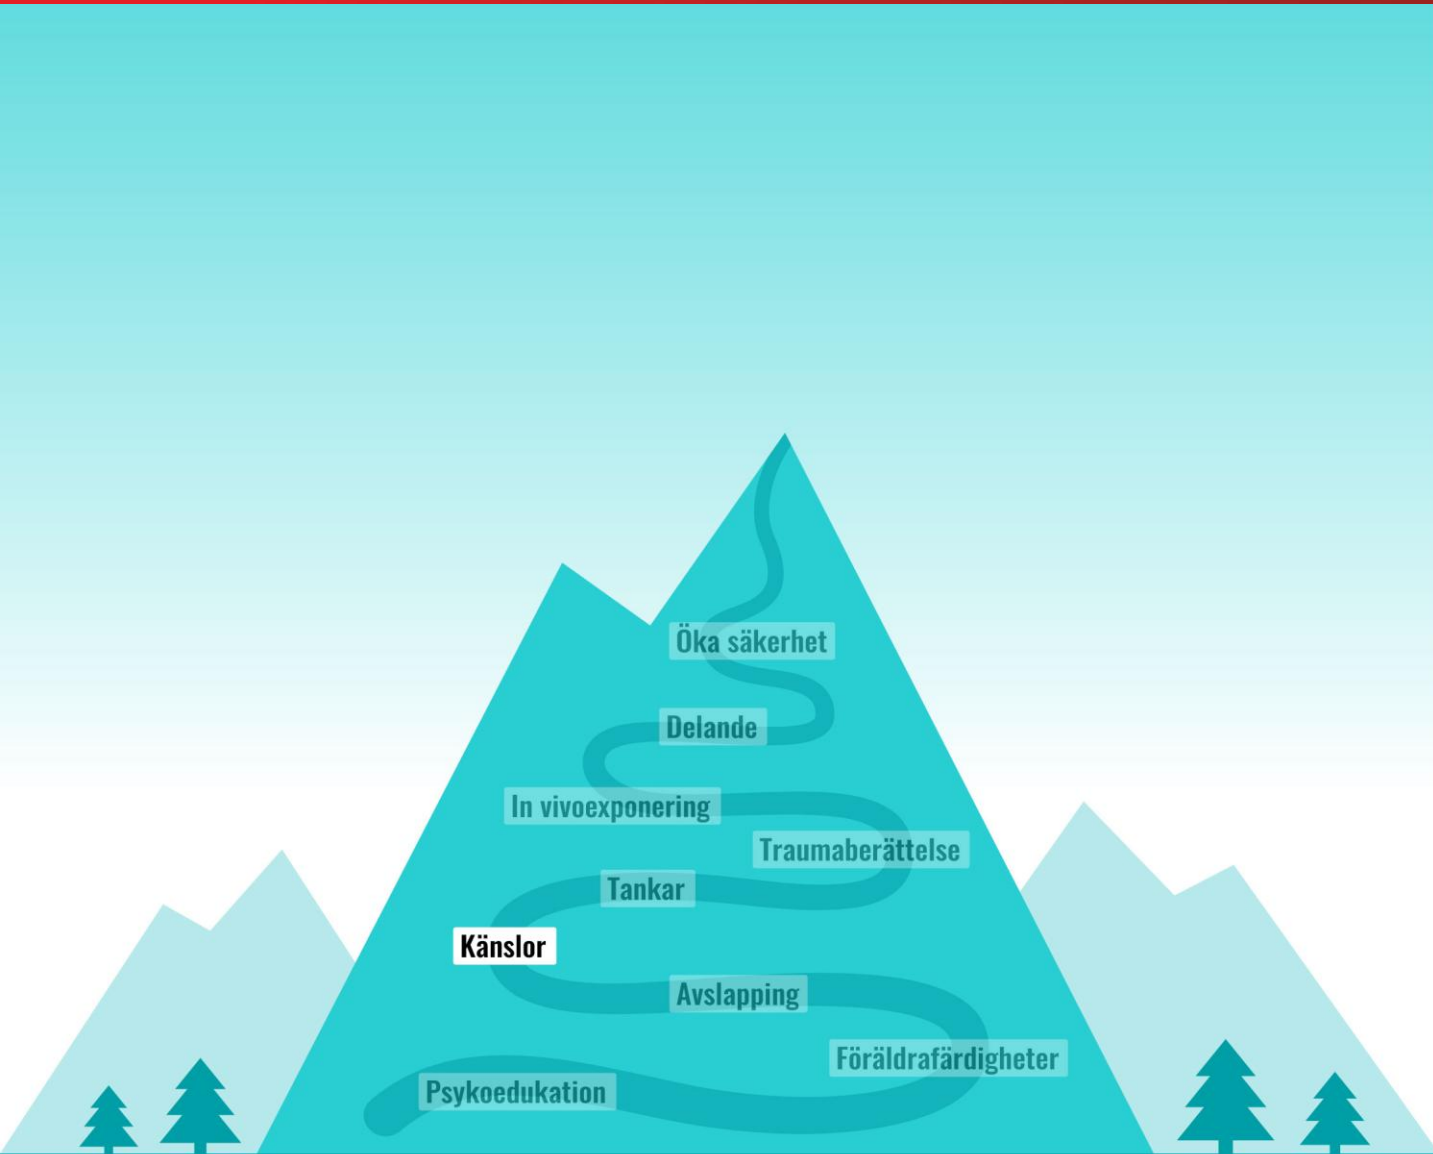 Öka säkerhet
Delande
In vivoexponering
Traumaberättelse
Tankar
Känslor
Avslapping
Föräldrafärdigheter
Psykoedukation